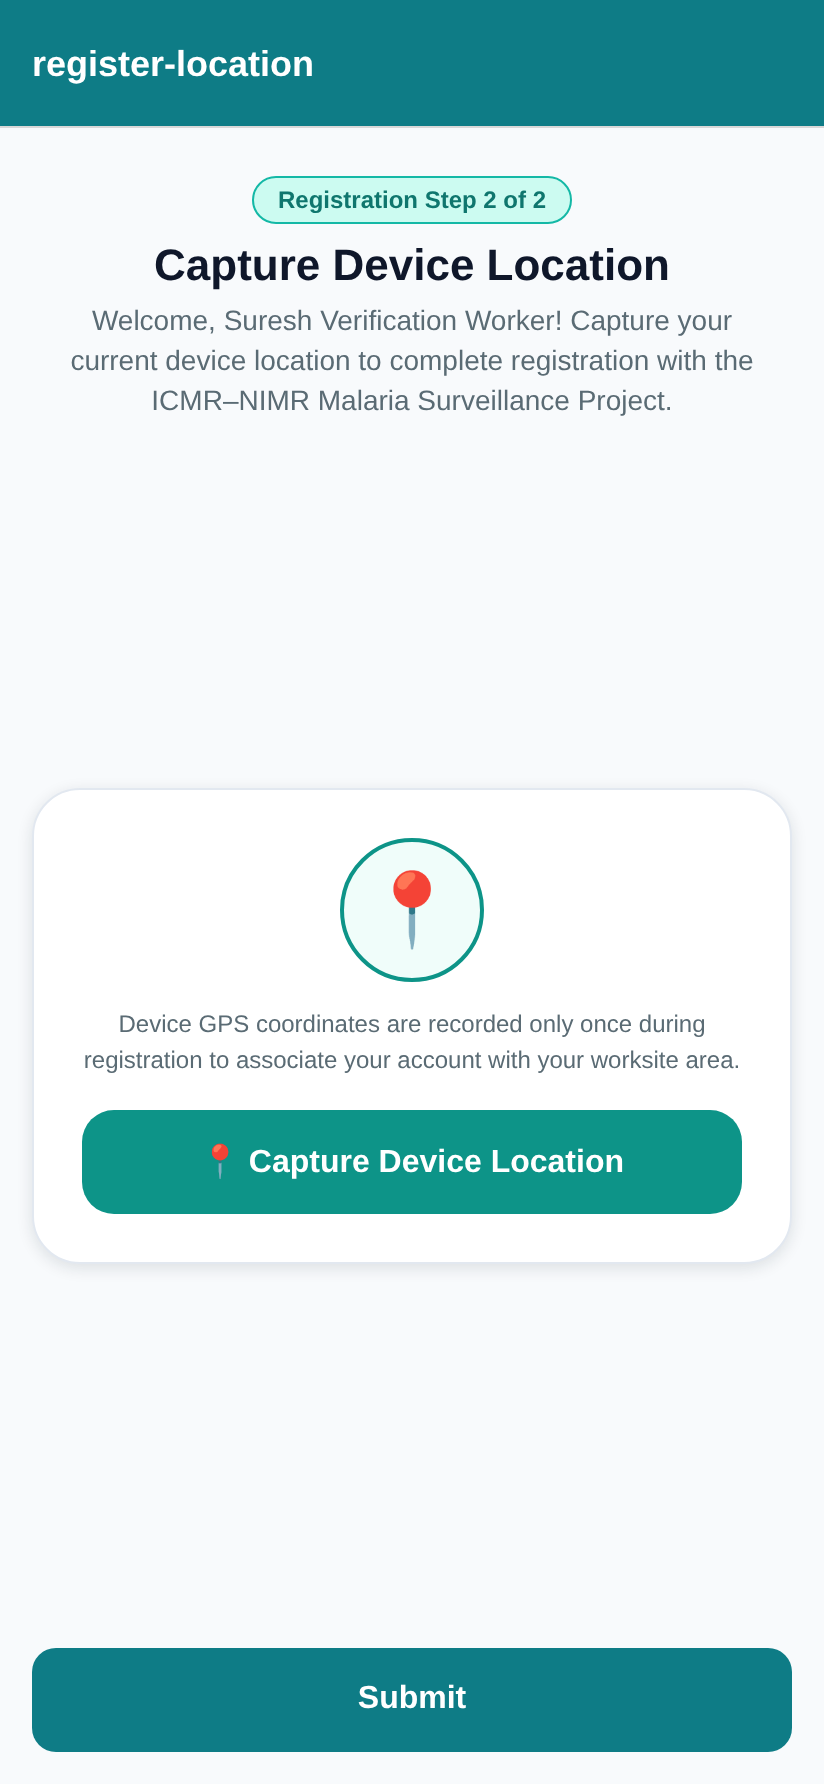 register-location
Registration Step 2 of 2
Capture Device Location
Welcome, Suresh Verification Worker! Capture your
current device location to complete registration with the
ICMR–NIMR Malaria Surveillance Project.
Device GPS coordinates are recorded only once during
registration to associate your account with your worksite area.
Capture Device Location
Submit